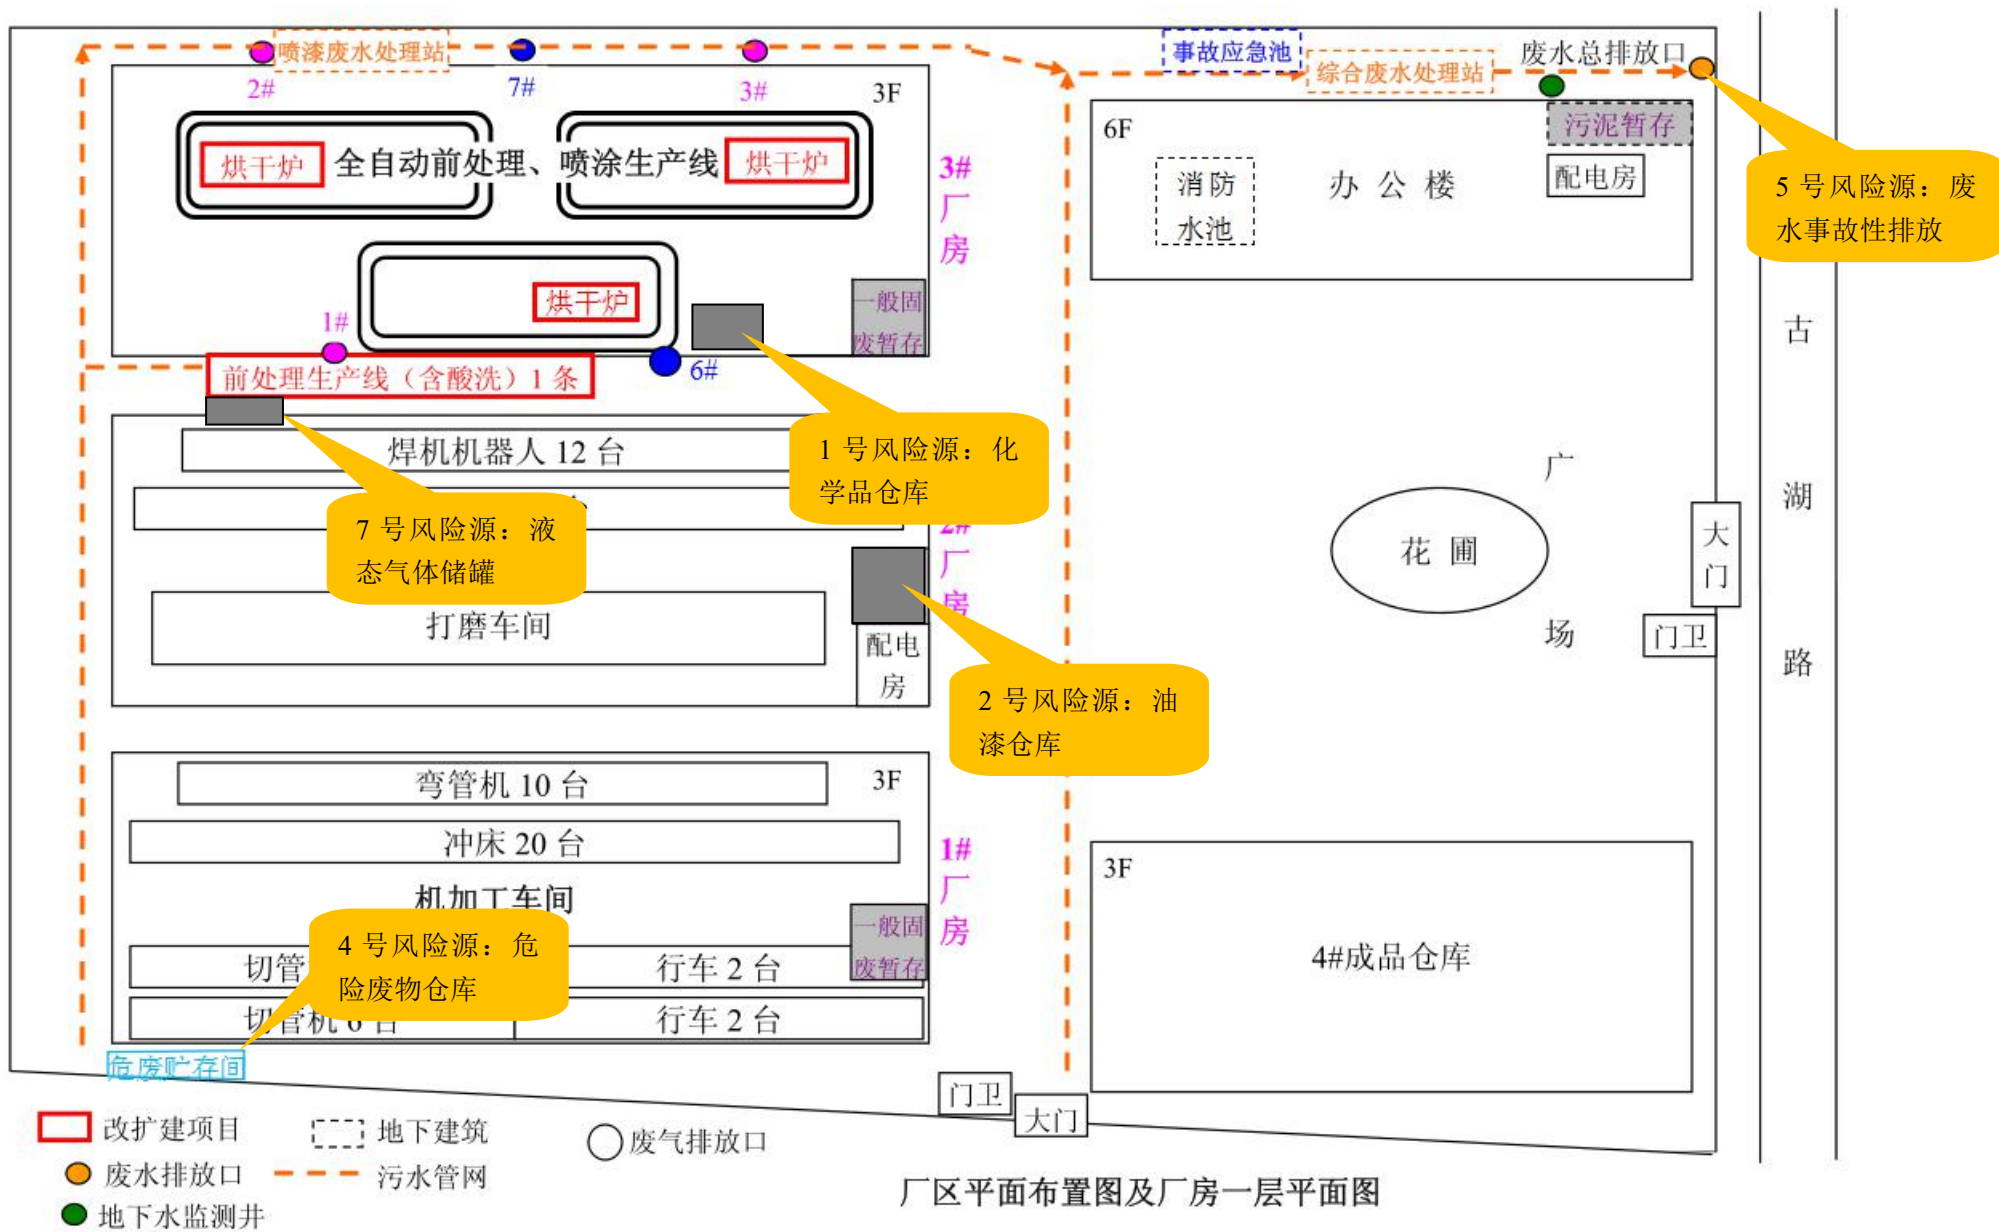 喷漆废水处理站
事故应急池
综合废水处理站
废水总排放口
2#
7#
3#
3F
烘干炉
全自动前处理、喷涂生产线
烘干炉
3#
厂
房
烘干炉
一般固
废暂存
1#
6#
前处理生产线（含酸洗）1 条
6F
消防
水池
办 公 楼
污泥暂存
配电房
5 号风险源：废
水事故性排放
焊机机器人 12 台
1 号风险源：化
学品仓库
7 号风险源：液
态气体储罐
2#
厂
房
打磨车间
配电
房
2 号风险源：油
漆仓库
广
场
花 圃
大
门
门卫
古
湖
路
弯管机 10 台
3F
冲床 20 台
机加工车间
1#
厂
房
一般固
废暂存
4 号风险源：危
险废物仓库
切管
行车 2 台
切管机 6 台
行车 2 台
危废贮存间
3F
4#成品仓库
门卫
大门
改扩建项目
地下建筑
废气排放口
废水排放口
污水管网
地下水监测井
厂区平面布置图及厂房一层平面图